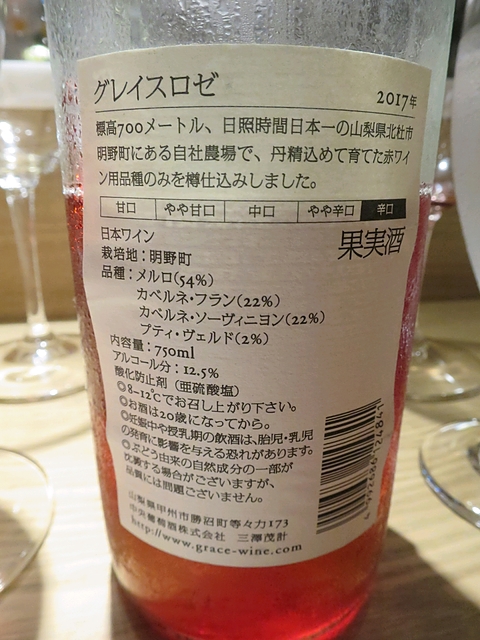 グレイスロゼ
2017年
標高700メートル、日照時間日本一の山梨県北杜市
明野町にある自社農場で、丹精込めて育てた赤ワイ
ン用品種のみを樽仕込みしました。
甘口 やや甘口 中口 やや辛口 辛口
日本ワイン
果実酒
栽培地：明野町
品種：メルロ(54%)
カベルネ・フラン(22%)
カベルネ・ソーヴィニヨン(22%)
プティ・ヴェルド(2%)
内容量：750ml
アルコール分：12.5%
酸化防止剤（亜硫酸塩）
◎8~12℃でお召し上がり下さい。
◎お酒は20歳になってから。
◎妊娠中や授乳期の飲酒は、胎児・乳児
の発育に影響を与える恐れがあります。
◎ぶどう由来の自然成分の一部が
沈澱する場合がございますが、
品質には問題ございません。
山梨県甲州市勝沼町等々力173
中央葡萄酒株式会社 三澤茂計
http://www.grace-wine.com